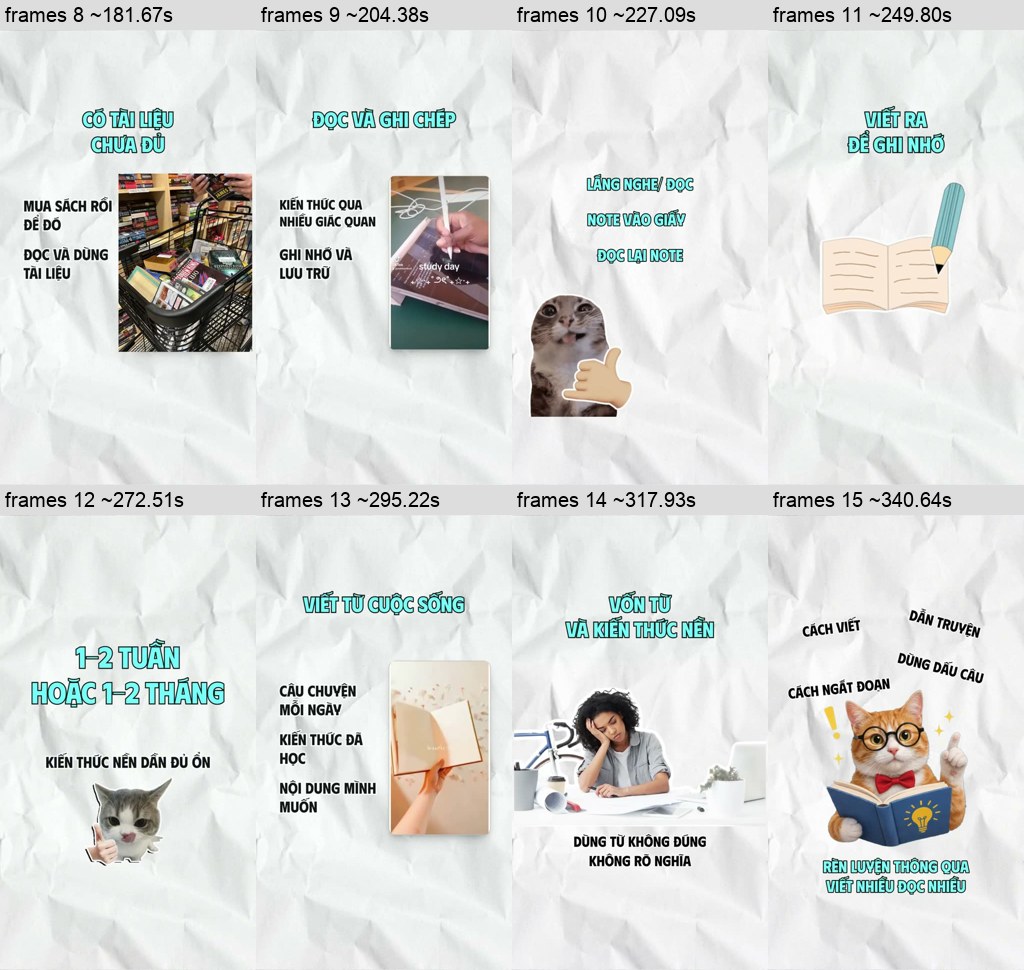 frames 8 ~181.67s
CÓ TÀI LIỆU
CHƯA ĐỦ
MUA SÁCH RỒI
ĐỂ ĐÓ
ĐỌC VÀ DÙNG
TÀI LIỆU
frames 9 ~204.38s
ĐỌC VÀ GHI CHÉP
KIẾN THỨC QUA
NHIỀU GIÁC QUAN
GHI NHỚ VÀ
LƯU TRỮ
study day
frames 10 ~227.09s
LẮNG NGHE/ ĐỌC
NOTE VÀO GIẤY
ĐỌC LẠI NOTE
frames 11 ~249.80s
VIẾT RA
ĐỂ GHI NHỚ
frames 12 ~272.51s
1-2 TUẦN
HOẶC 1-2 THÁNG
KIẾN THỨC NỀN DẦN ĐỦ ỔN
frames 13 ~295.22s
VIẾT TỪ CUỘC SỐNG
CÂU CHUYỆN
MỖI NGÀY
KIẾN THỨC ĐÃ
HỌC
NỘI DUNG MÌNH
MUỐN
frames 14 ~317.93s
VỐN TỪ
VÀ KIẾN THỨC NỀN
DÙNG TỪ KHÔNG ĐÚNG
KHÔNG RÕ NGHĨA
frames 15 ~340.64s
CÁCH VIẾT
DẪN TRUYỆN
DÙNG DẤU CÂU
CÁCH NGẮT ĐOẠN
RÈN LUYỆN THÔNG QUA
VIẾT NHIỀU ĐỌC NHIỀU